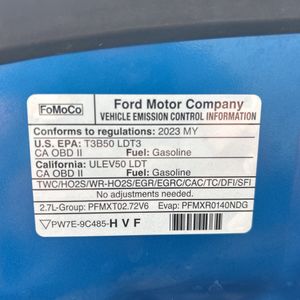 FoMoCo
Ford Motor Company
VEHICLE EMISSION CONTROL INFORMATION
Conforms to regulations: 2023 MY
U.S. EPA: T3B50 LDT3
CA OBD II Fuel: Gasoline
California: ULEV50 LDT
CA OBD II Fuel: Gasoline
TWC/HO2S/WR-HO2S/EGR/EGRC/CAC/TC/DFI/SFI
No adjustments needed.
2.7L-Group: PFMXT02.72V6 Evap: PFMXR0140NDG
PW7E-9C485-HVF